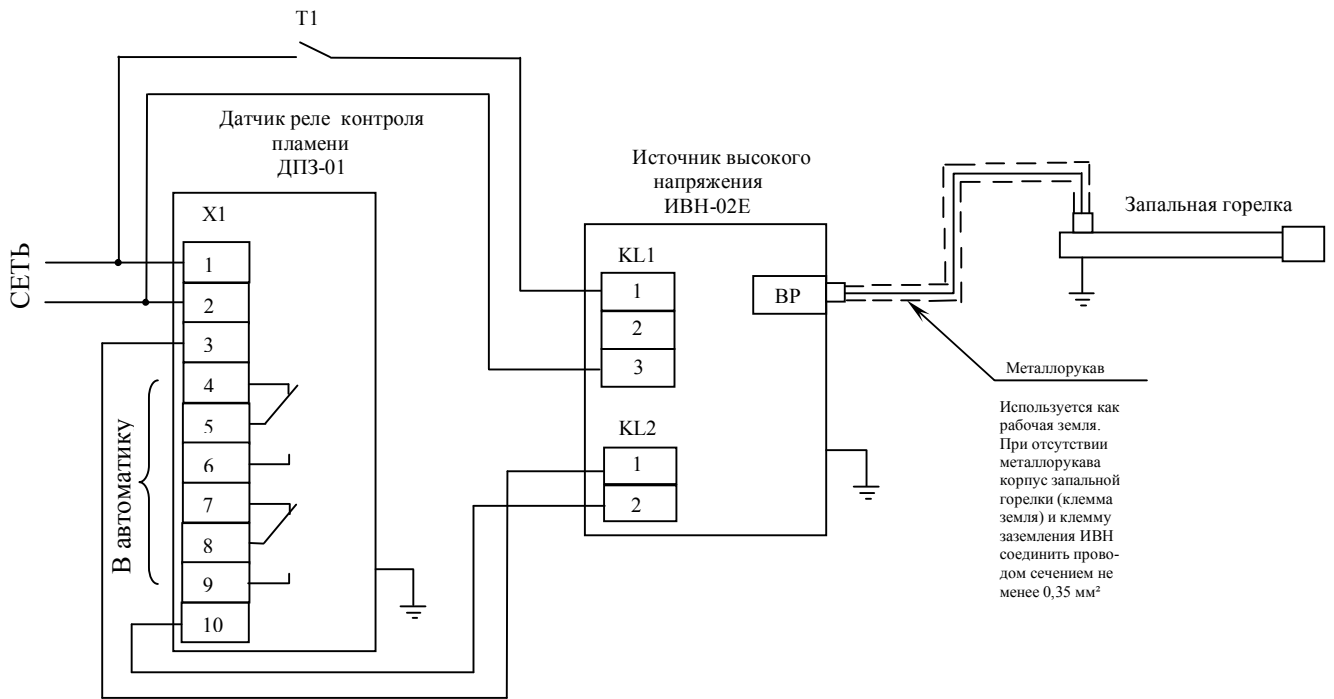 T1
Датчик реле контроля
пламени
ДПЗ-01
X1
СЕТЬ
1
2
3
4
5
6
7
8
9
10
В автоматику
Источник высокого
напряжения
ИВН-02Е
KL1
1
2
3
ВР
KL2
1
2
Запальная горелка
Металлорукав
Используется как
рабочая земля.
При отсутствии
металлорукава
корпус запальной
горелки (клемма
земля) и клемму
заземления ИВН
соединить прово-
дом сечением не
менее 0,35 мм²